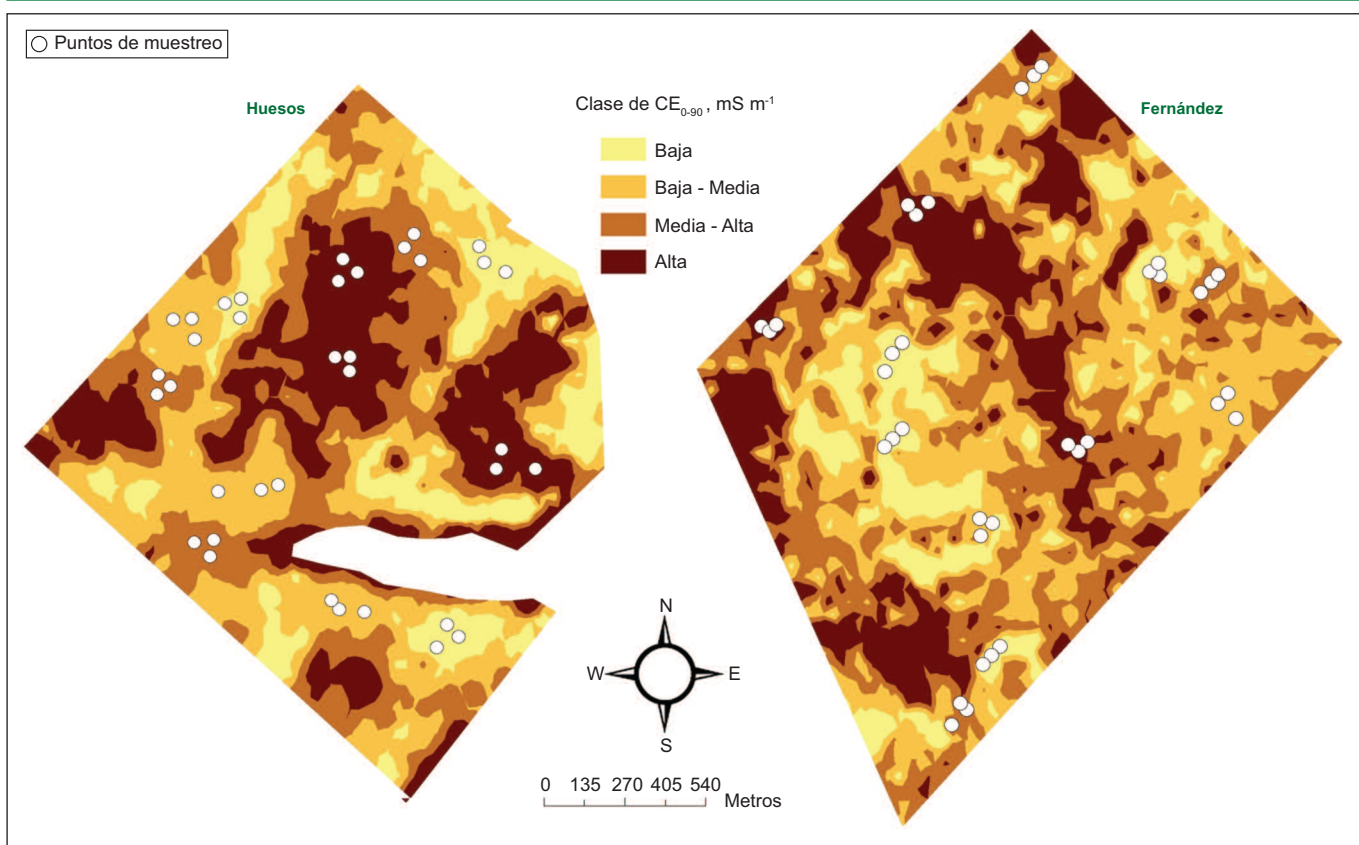 Puntos de muestreo
Huesos
Clase de CE0-90 , mS m-1
Fernández
Baja
Baja - Media
Media - Alta
Alta
N
W E
S
0 135 270 405 540
Metros